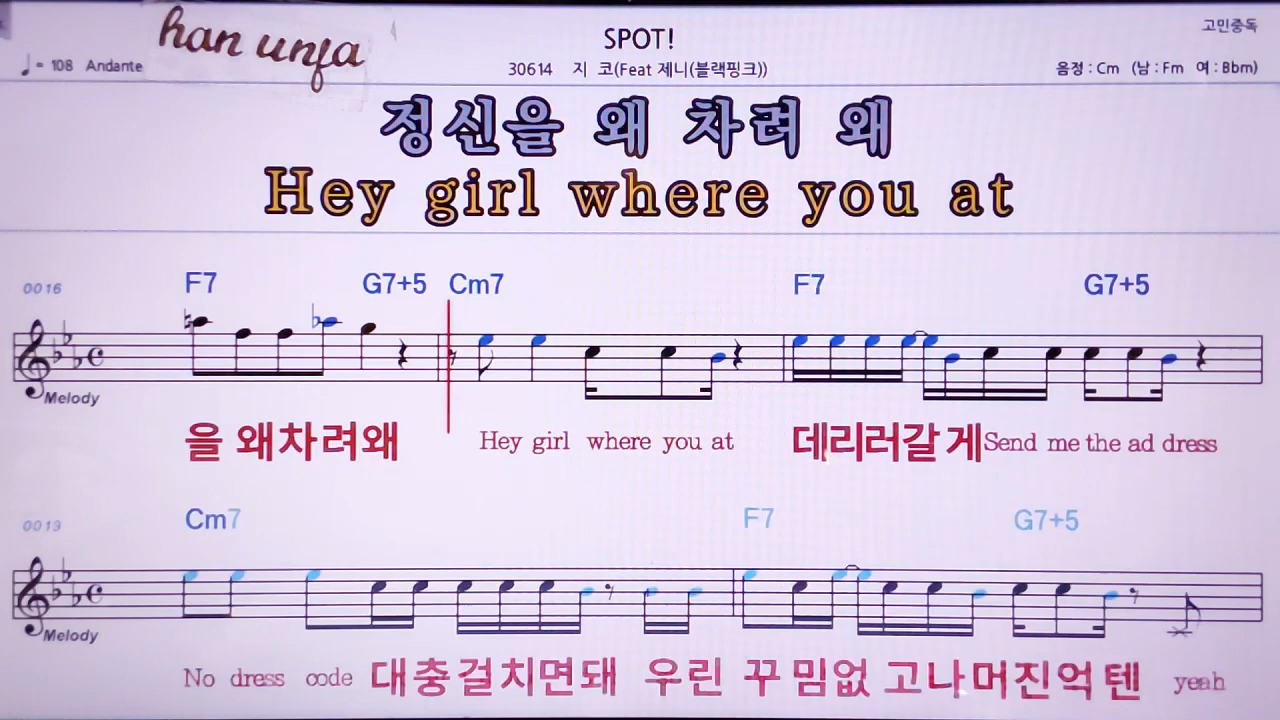 han unja
SPOT!
고민중독
♩= 108 Andante
30614 지 코(Feat 제니(블랙핑크))
음정 : Cm (남 : Fm 여 : Bbm)
정신을 왜 차려 왜
Hey girl where you at
0016 F7 G7+5 Cm7 F7 G7+5
Melody
을 왜차려왜 Hey girl where you at 데리러갈게 Send me the ad dress
0019 Cm7 F7 G7+5
Melody
No dress code 대충걸치면돼 우린 꾸밈없 고나머진억텐 yeah